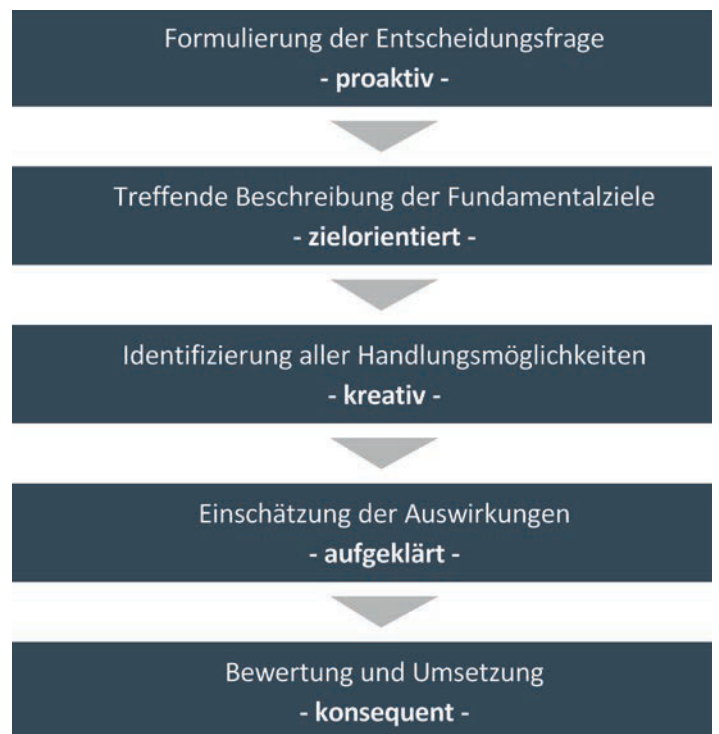 Formulierung der Entscheidungsfrage
- proaktiv -
Treffende Beschreibung der Fundamentalziele
- zielorientiert -
Identifizierung aller Handlungsmöglichkeiten
- kreativ -
Einschätzung der Auswirkungen
- aufgeklärt -
Bewertung und Umsetzung
- konsequent -